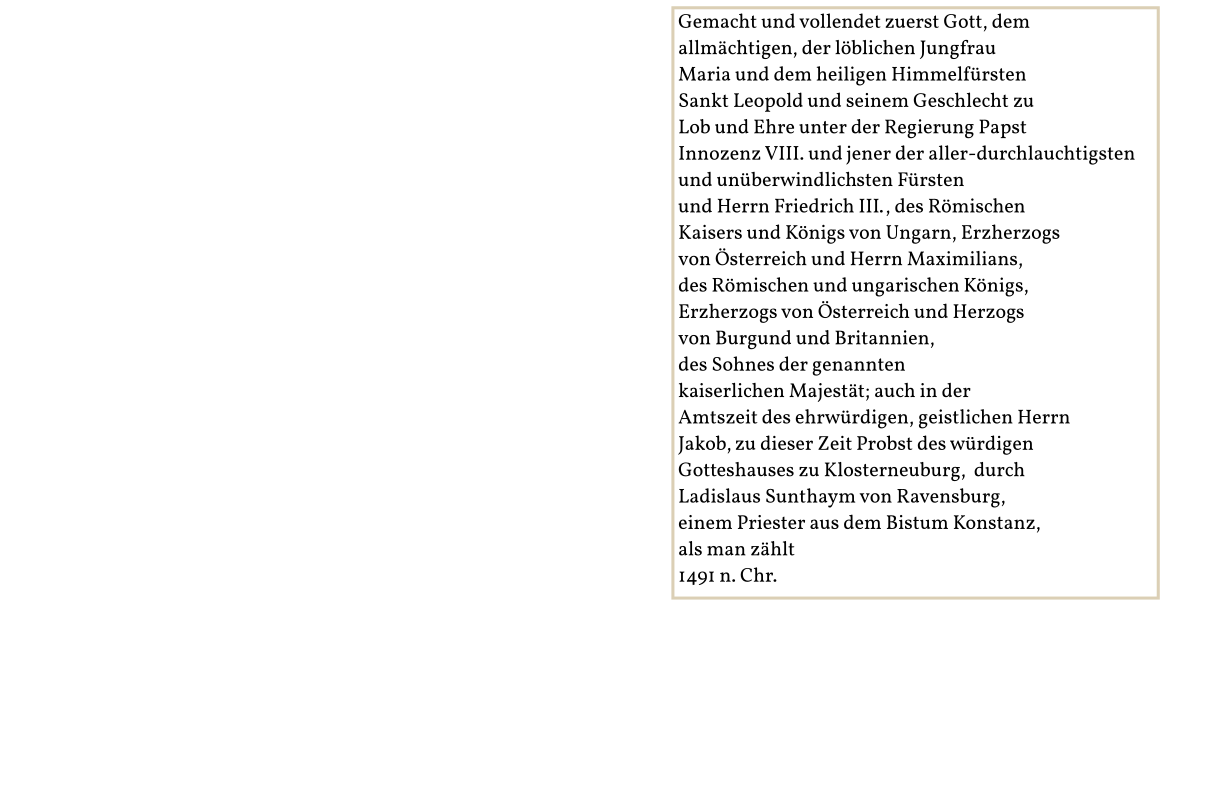 Gemacht und vollendet zuerst Gott, dem
allmächtigen, der löblichen Jungfrau
Maria und dem heiligen Himmelfürsten
Sankt Leopold und seinem Geschlecht zu
Lob und Ehre unter der Regierung Papst
Innozenz VIII. und jener der aller-durchlauchtigsten
und unüberwindlichsten Fürsten
und Herrn Friedrich III., des Römischen
Kaisers und Königs von Ungarn, Erzherzogs
von Österreich und Herrn Maximilians,
des Römischen und ungarischen Königs,
Erzherzogs von Österreich und Herzogs
von Burgund und Britannien,
des Sohnes der genannten
kaiserlichen Majestät; auch in der
Amtszeit des ehrwürdigen, geistlichen Herrn
Jakob, zu dieser Zeit Probst des würdigen
Gotteshauses zu Klosterneuburg,  durch
Ladislaus Sunthaym von Ravensburg,
einem Priester aus dem Bistum Konstanz,
als man zählt
1491 n. Chr.